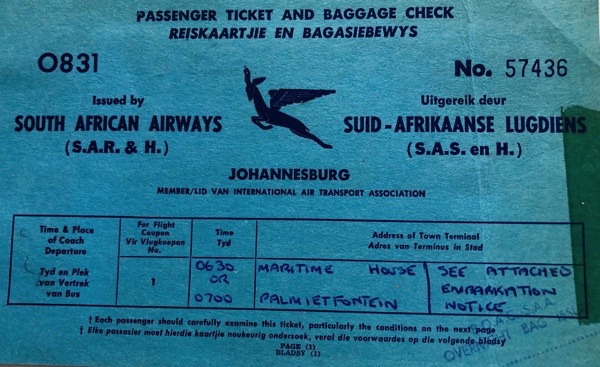 PASSENGER TICKET AND BAGGAGE CHECK
REISKAARTJIE EN BAGASIEBEWYS
0831
No. 57436
Issued by
SOUTH AFRICAN AIRWAYS
(S.A.R. & H.)
Uitgereik deur
SUID-AFRIKAANSE LUGDIENS
(S.A.S. en H.)
JOHANNESBURG
MEMBER/LID VAN INTERNATIONAL AIR TRANSPORT ASSOCIATION
Time & Place
of Coach
Departure
For Flight
Coupon
Vir Vlugkoepon
No.
Time
Tyd
Address of Town Terminal
Adres van Terminus in Stad
Tyd en Plek
van Vertrek
van Bus
1
0630
OR
0700
MARITIME HOUSE
PALMIETFONTEIN
SEE ATTACHED
EMBARKATION
NOTICE
† Each passenger should carefully examine this ticket, particularly the conditions on the next page
† Elke passasier moet hierdie kaartjie noukeurig ondersoek, veral die voorwaardes op die volgende bladsy
PAGE (1)
BLADSY (1)
SAA
OVERNIGHT BAG